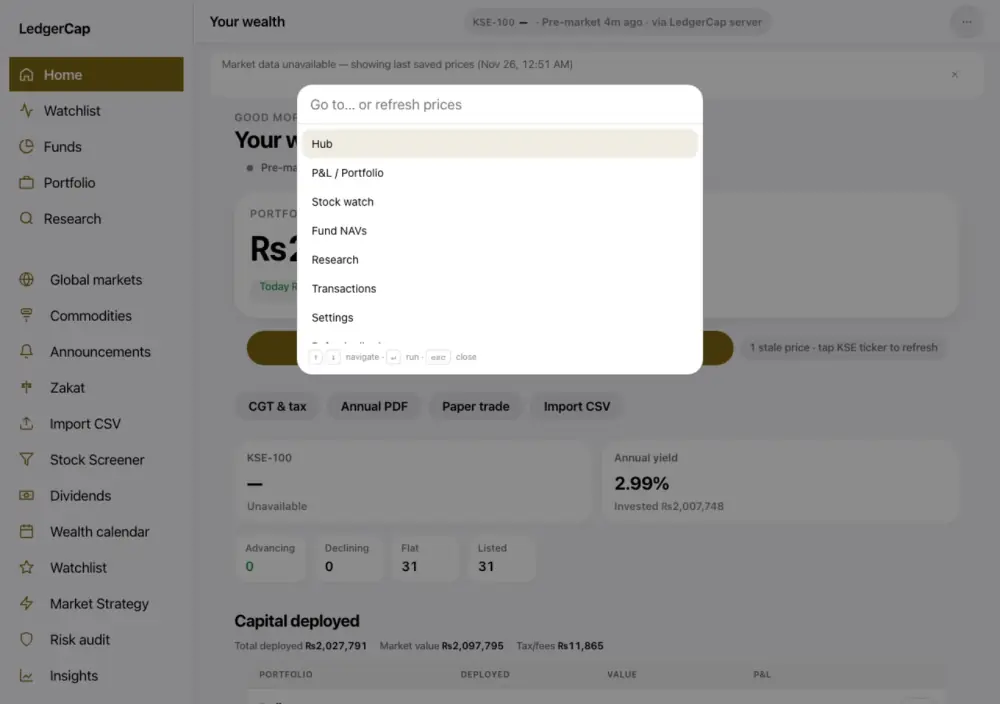 LedgerCap
Your wealth
KSE-100 — · Pre-market 4m ago · via LedgerCap server
...
Home
Watchlist
Funds
Portfolio
Research
Global markets
Commodities
Announcements
Zakat
Import CSV
Stock Screener
Dividends
Wealth calendar
Watchlist
Market Strategy
Risk audit
Insights
Market data unavailable — showing last saved prices (Nov 26, 12:51 AM)
×
GOOD MOR
Your w
Pre-ma
PORTFO
Rs2
Today R
Go to... or refresh prices
Hub
P&L / Portfolio
Stock watch
Fund NAVs
Research
Transactions
Settings
↑ ↓ navigate · ↵ run · esc close
1 stale price · tap KSE ticker to refresh
CGT & tax Annual PDF Paper trade Import CSV
KSE-100
—
Unavailable
Annual yield
2.99%
Invested Rs2,007,748
Advancing
0
Declining
0
Flat
31
Listed
31
Capital deployed
Total deployed Rs2,027,791 Market value Rs2,097,795 Tax/fees Rs11,865
PORTFOLIO DEPLOYED VALUE P&L